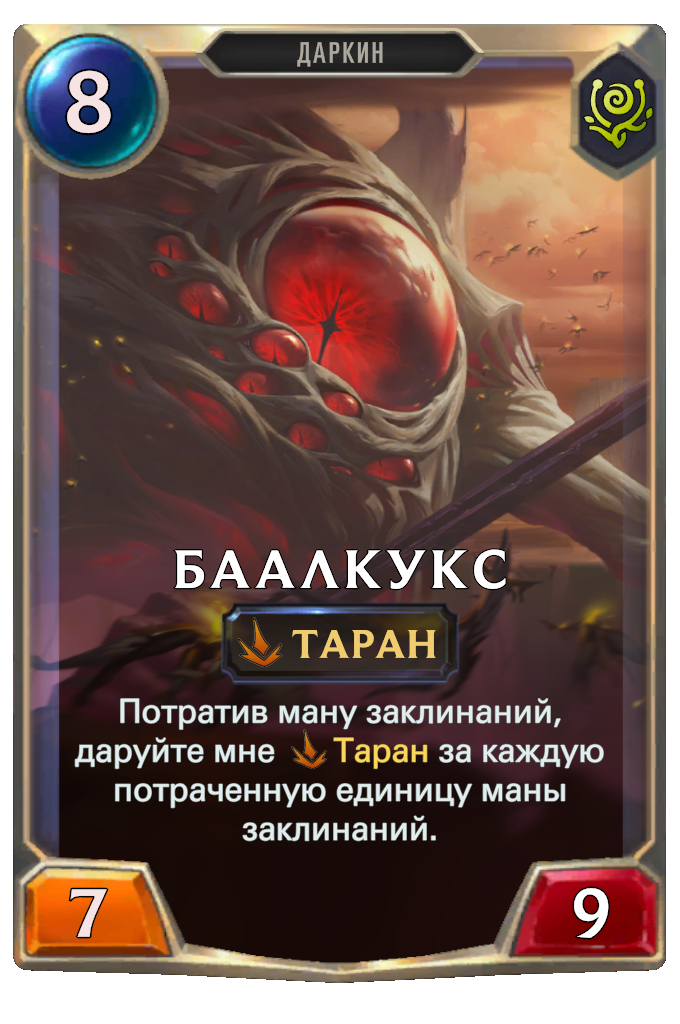 ДАРКИН
8
БААЛКУКС
ТАРАН
Потратив ману заклинаний,
даруйте мне Таран за каждую
потраченную единицу маны
заклинаний.
7
9